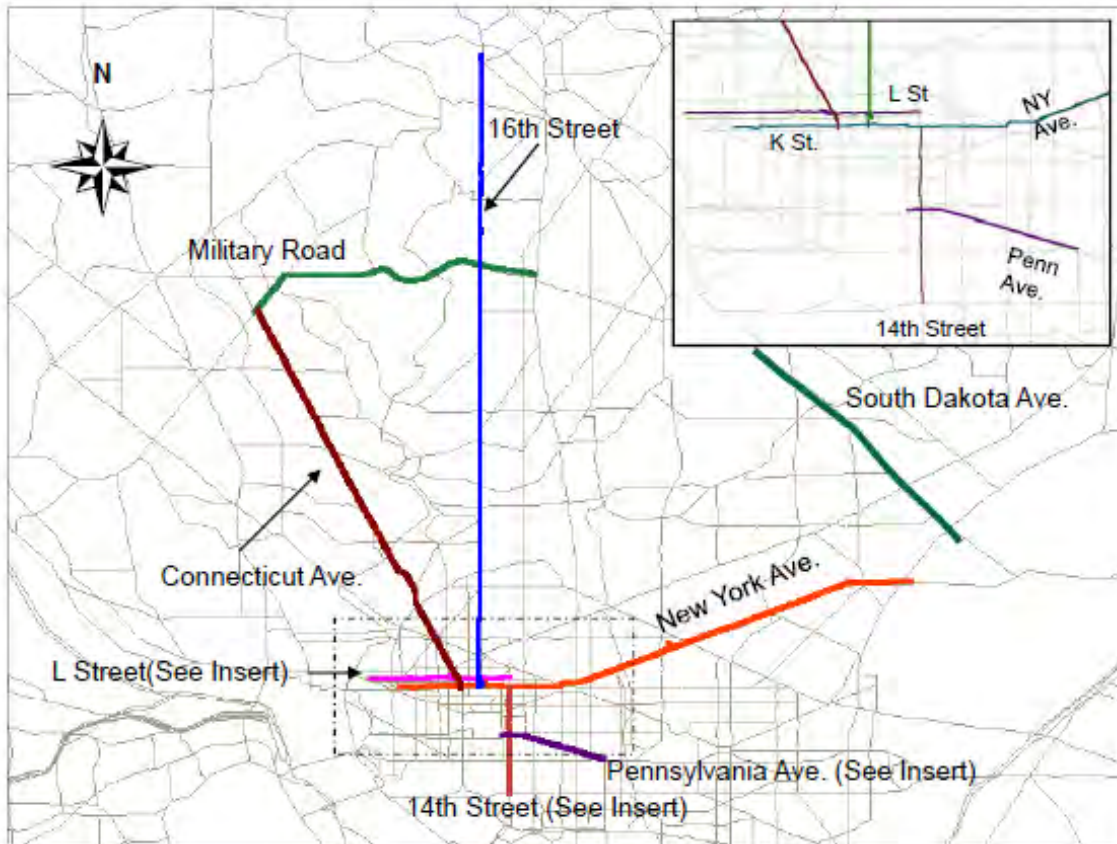 N
16th Street
L St
NY
Ave.
K St.
Military Road
Penn
Ave.
14th Street
South Dakota Ave.
Connecticut Ave.
New York Ave.
L Street(See Insert)
Pennsylvania Ave. (See Insert)
14th Street (See Insert)